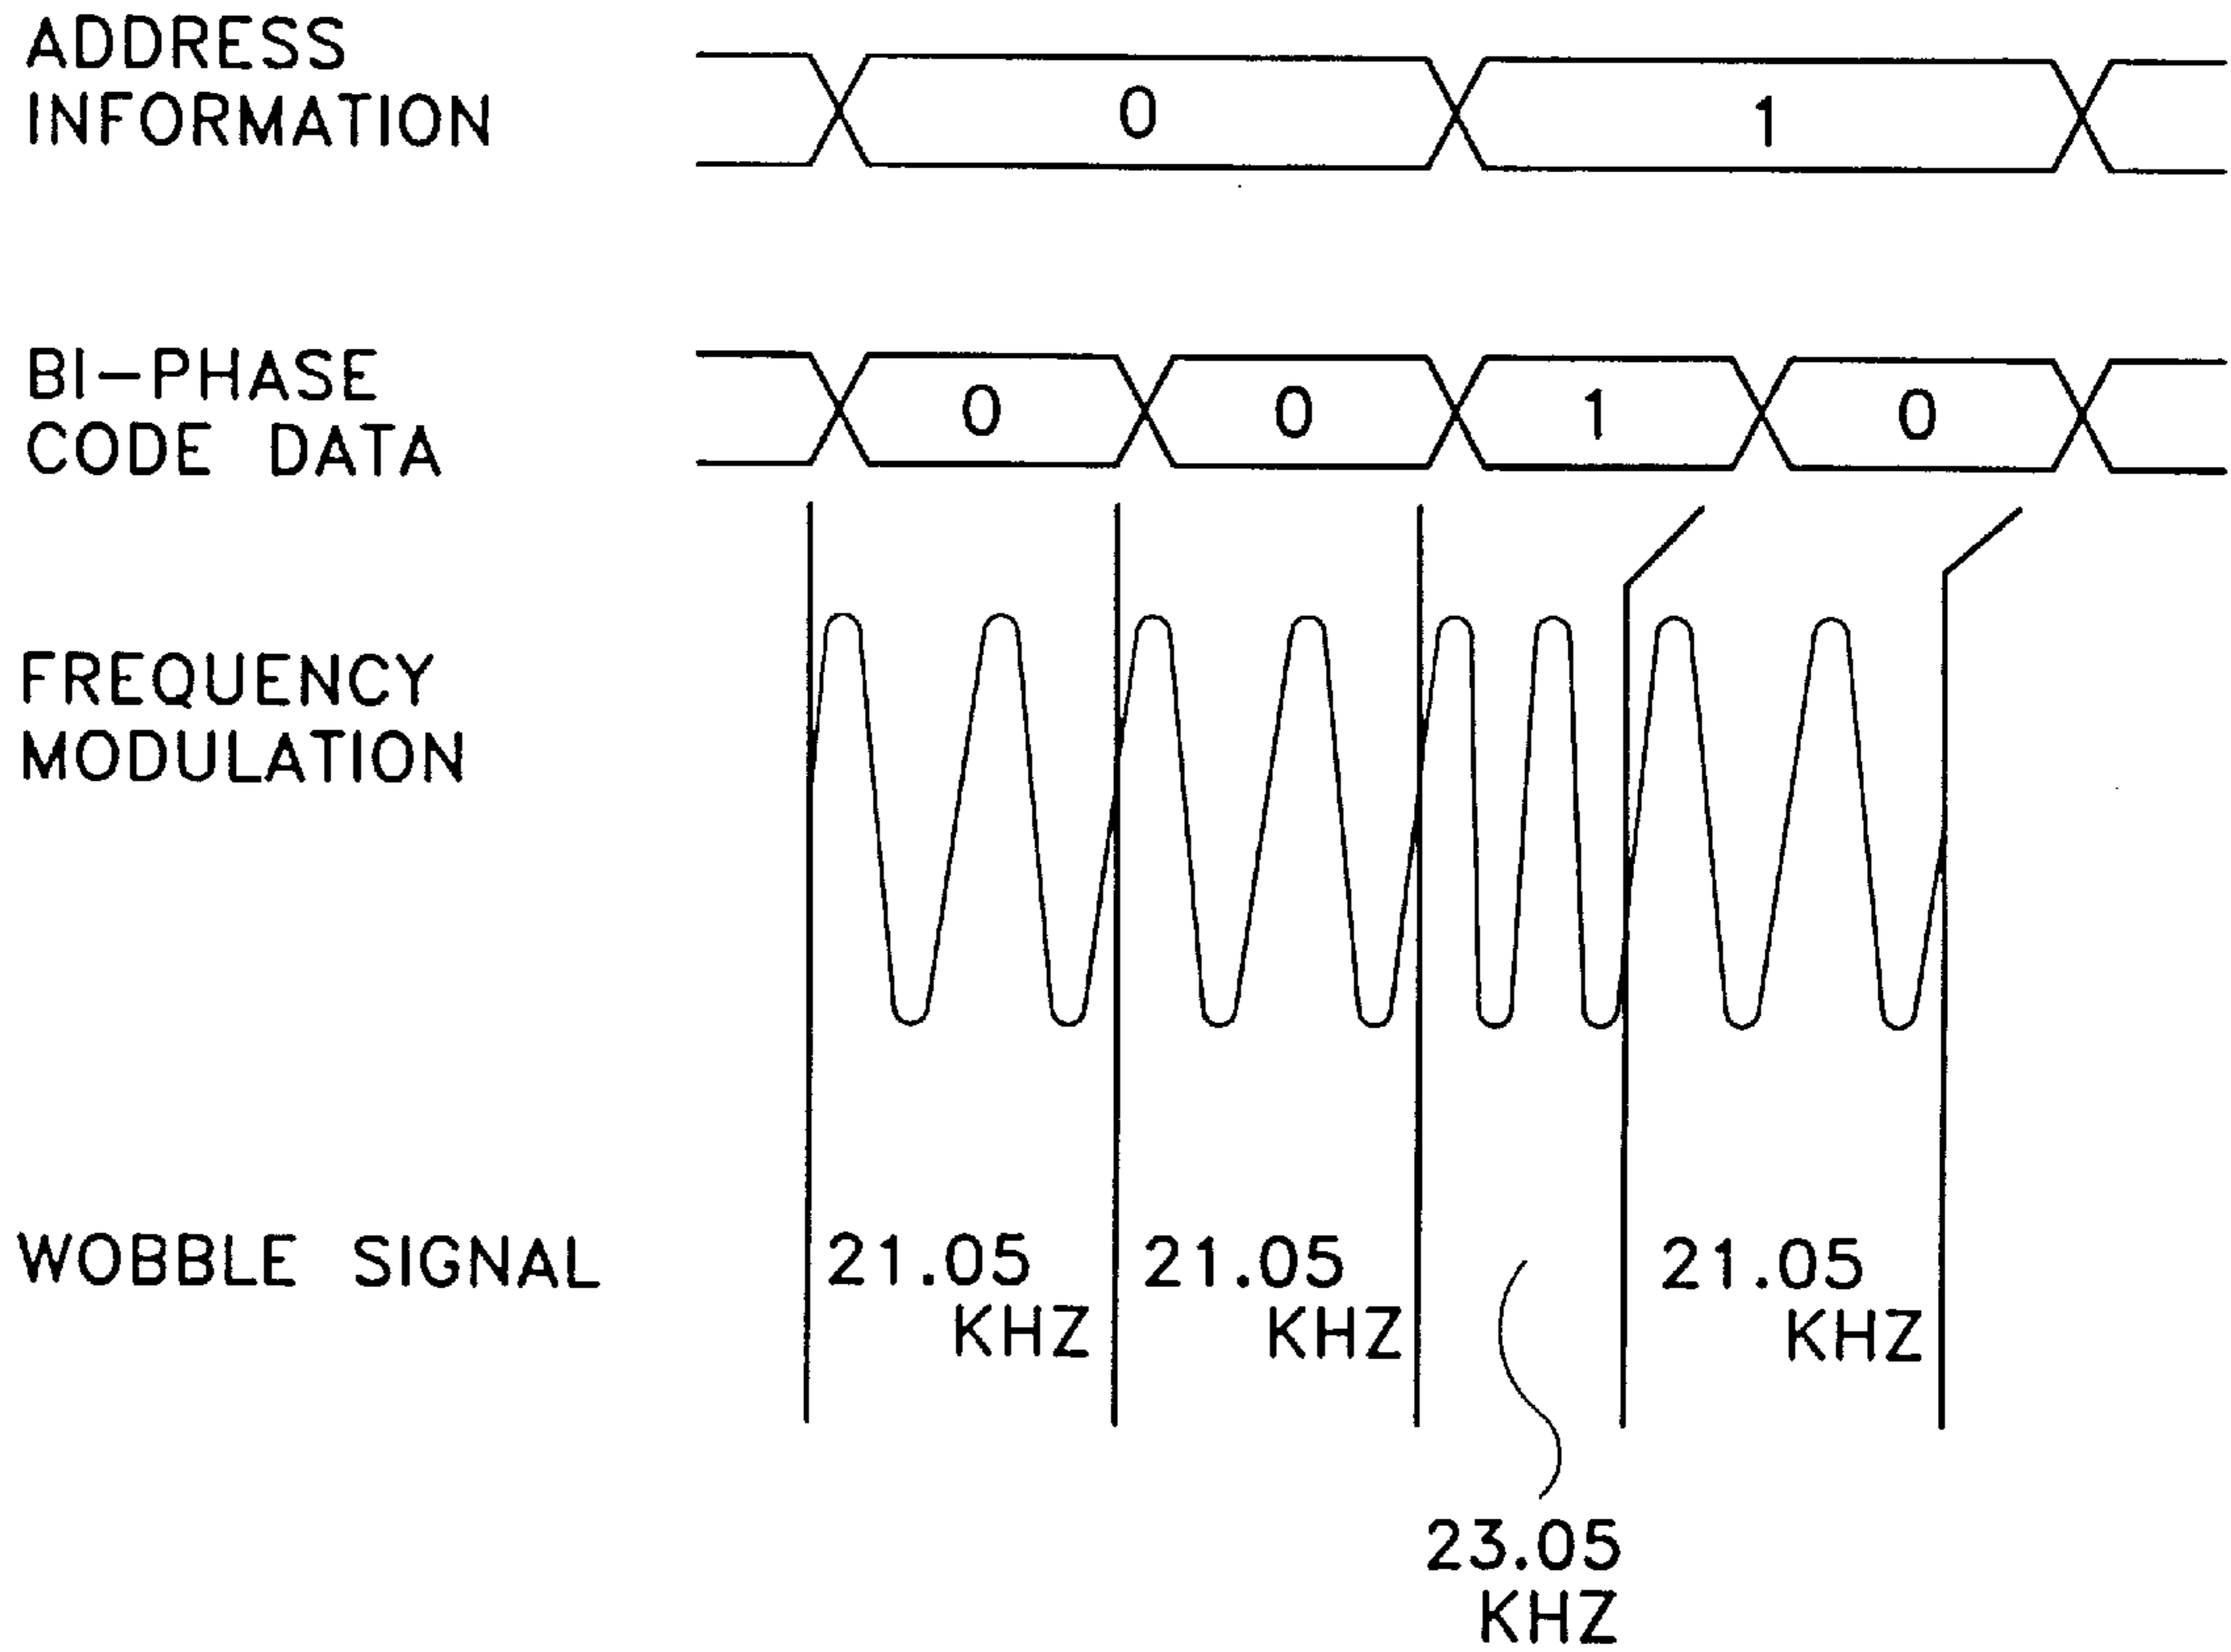 ADDRESS
INFORMATION
0 1
BI-PHASE
CODE DATA
0 0 1 0
FREQUENCY
MODULATION
WOBBLE SIGNAL
21.05
KHZ
21.05
KHZ
21.05
KHZ
23.05
KHZ